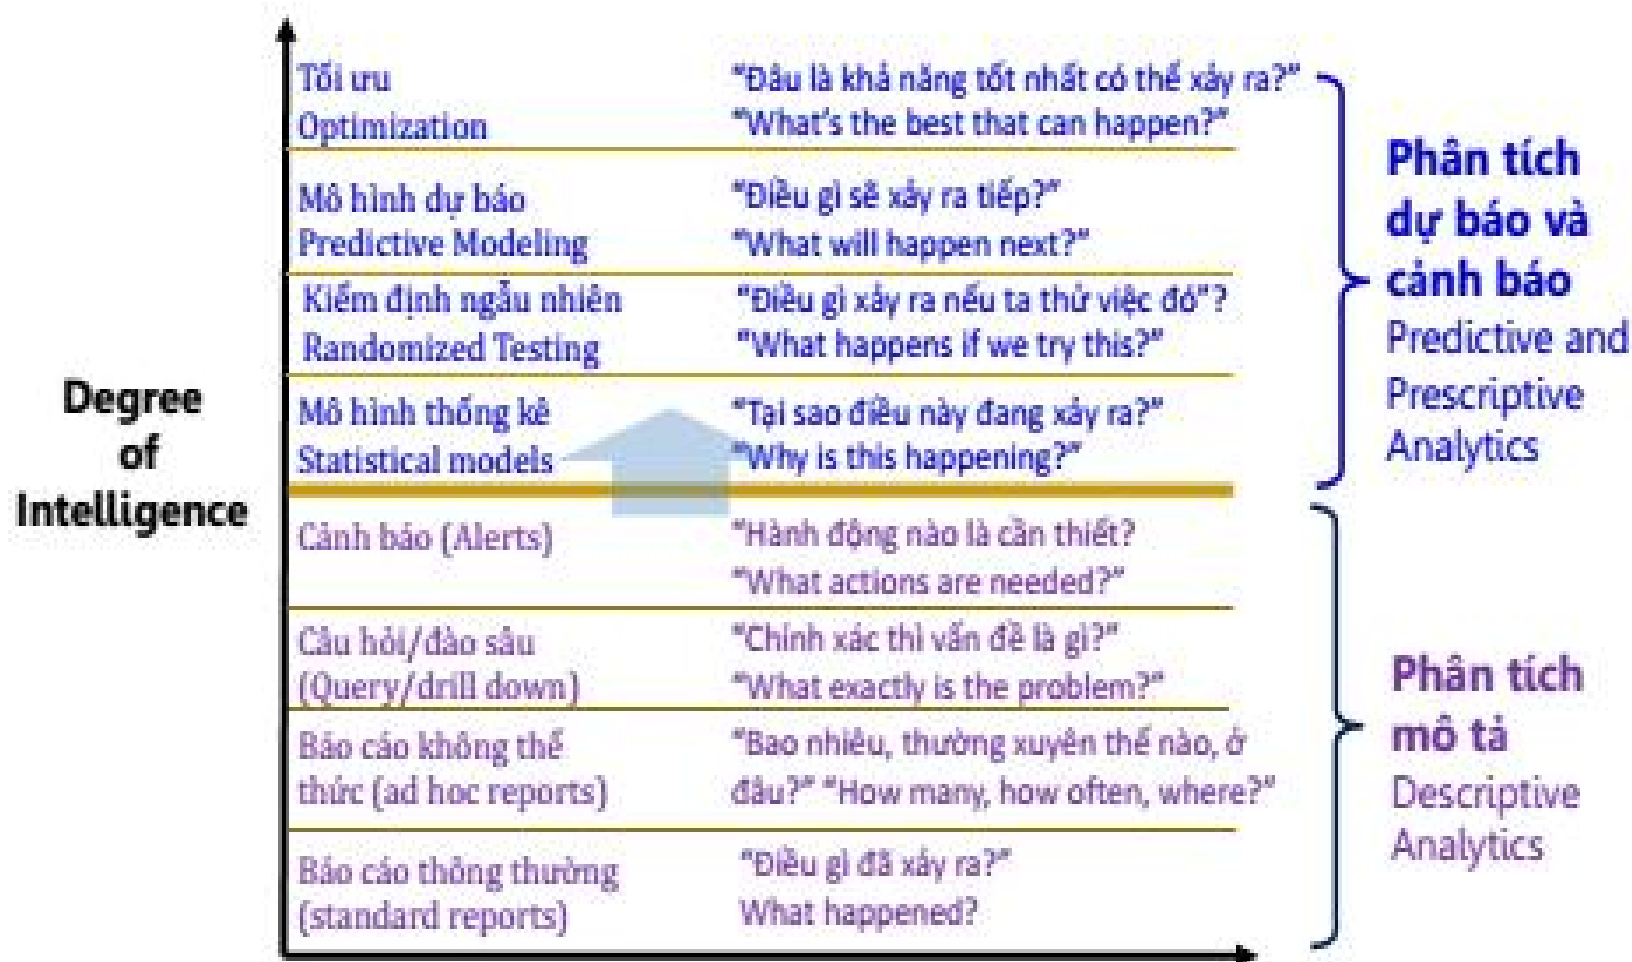 Degree
of
Intelligence
Tối ưu
Optimization
"Đâu là khả năng tốt nhất có thể xảy ra?"
"What's the best that can happen?"
Mô hình dự báo
Predictive Modeling
"Điều gì sẽ xảy ra tiếp?"
"What will happen next?"
Kiểm định ngẫu nhiên
Randomized Testing
"Điều gì xảy ra nếu ta thử việc đó"?
"What happens if we try this?"
Mô hình thống kê
Statistical models
"Tại sao điều này đang xảy ra?"
"Why is this happening?"
Cảnh báo (Alerts)
"Hành động nào là cần thiết?
"What actions are needed?"
Câu hỏi/đào sâu
(Query/drill down)
"Chính xác thì vấn đề là gì?"
"What exactly is the problem?"
Báo cáo không thể
thức (ad hoc reports)
"Bao nhiêu, thường xuyên thế nào, ở
đâu?" "How many, how often, where?"
Báo cáo thông thường
(standard reports)
"Điều gì đã xảy ra?"
What happened?
Phân tích
dự báo và
cảnh báo
Predictive and
Prescriptive
Analytics
Phân tích
mô tả
Descriptive
Analytics